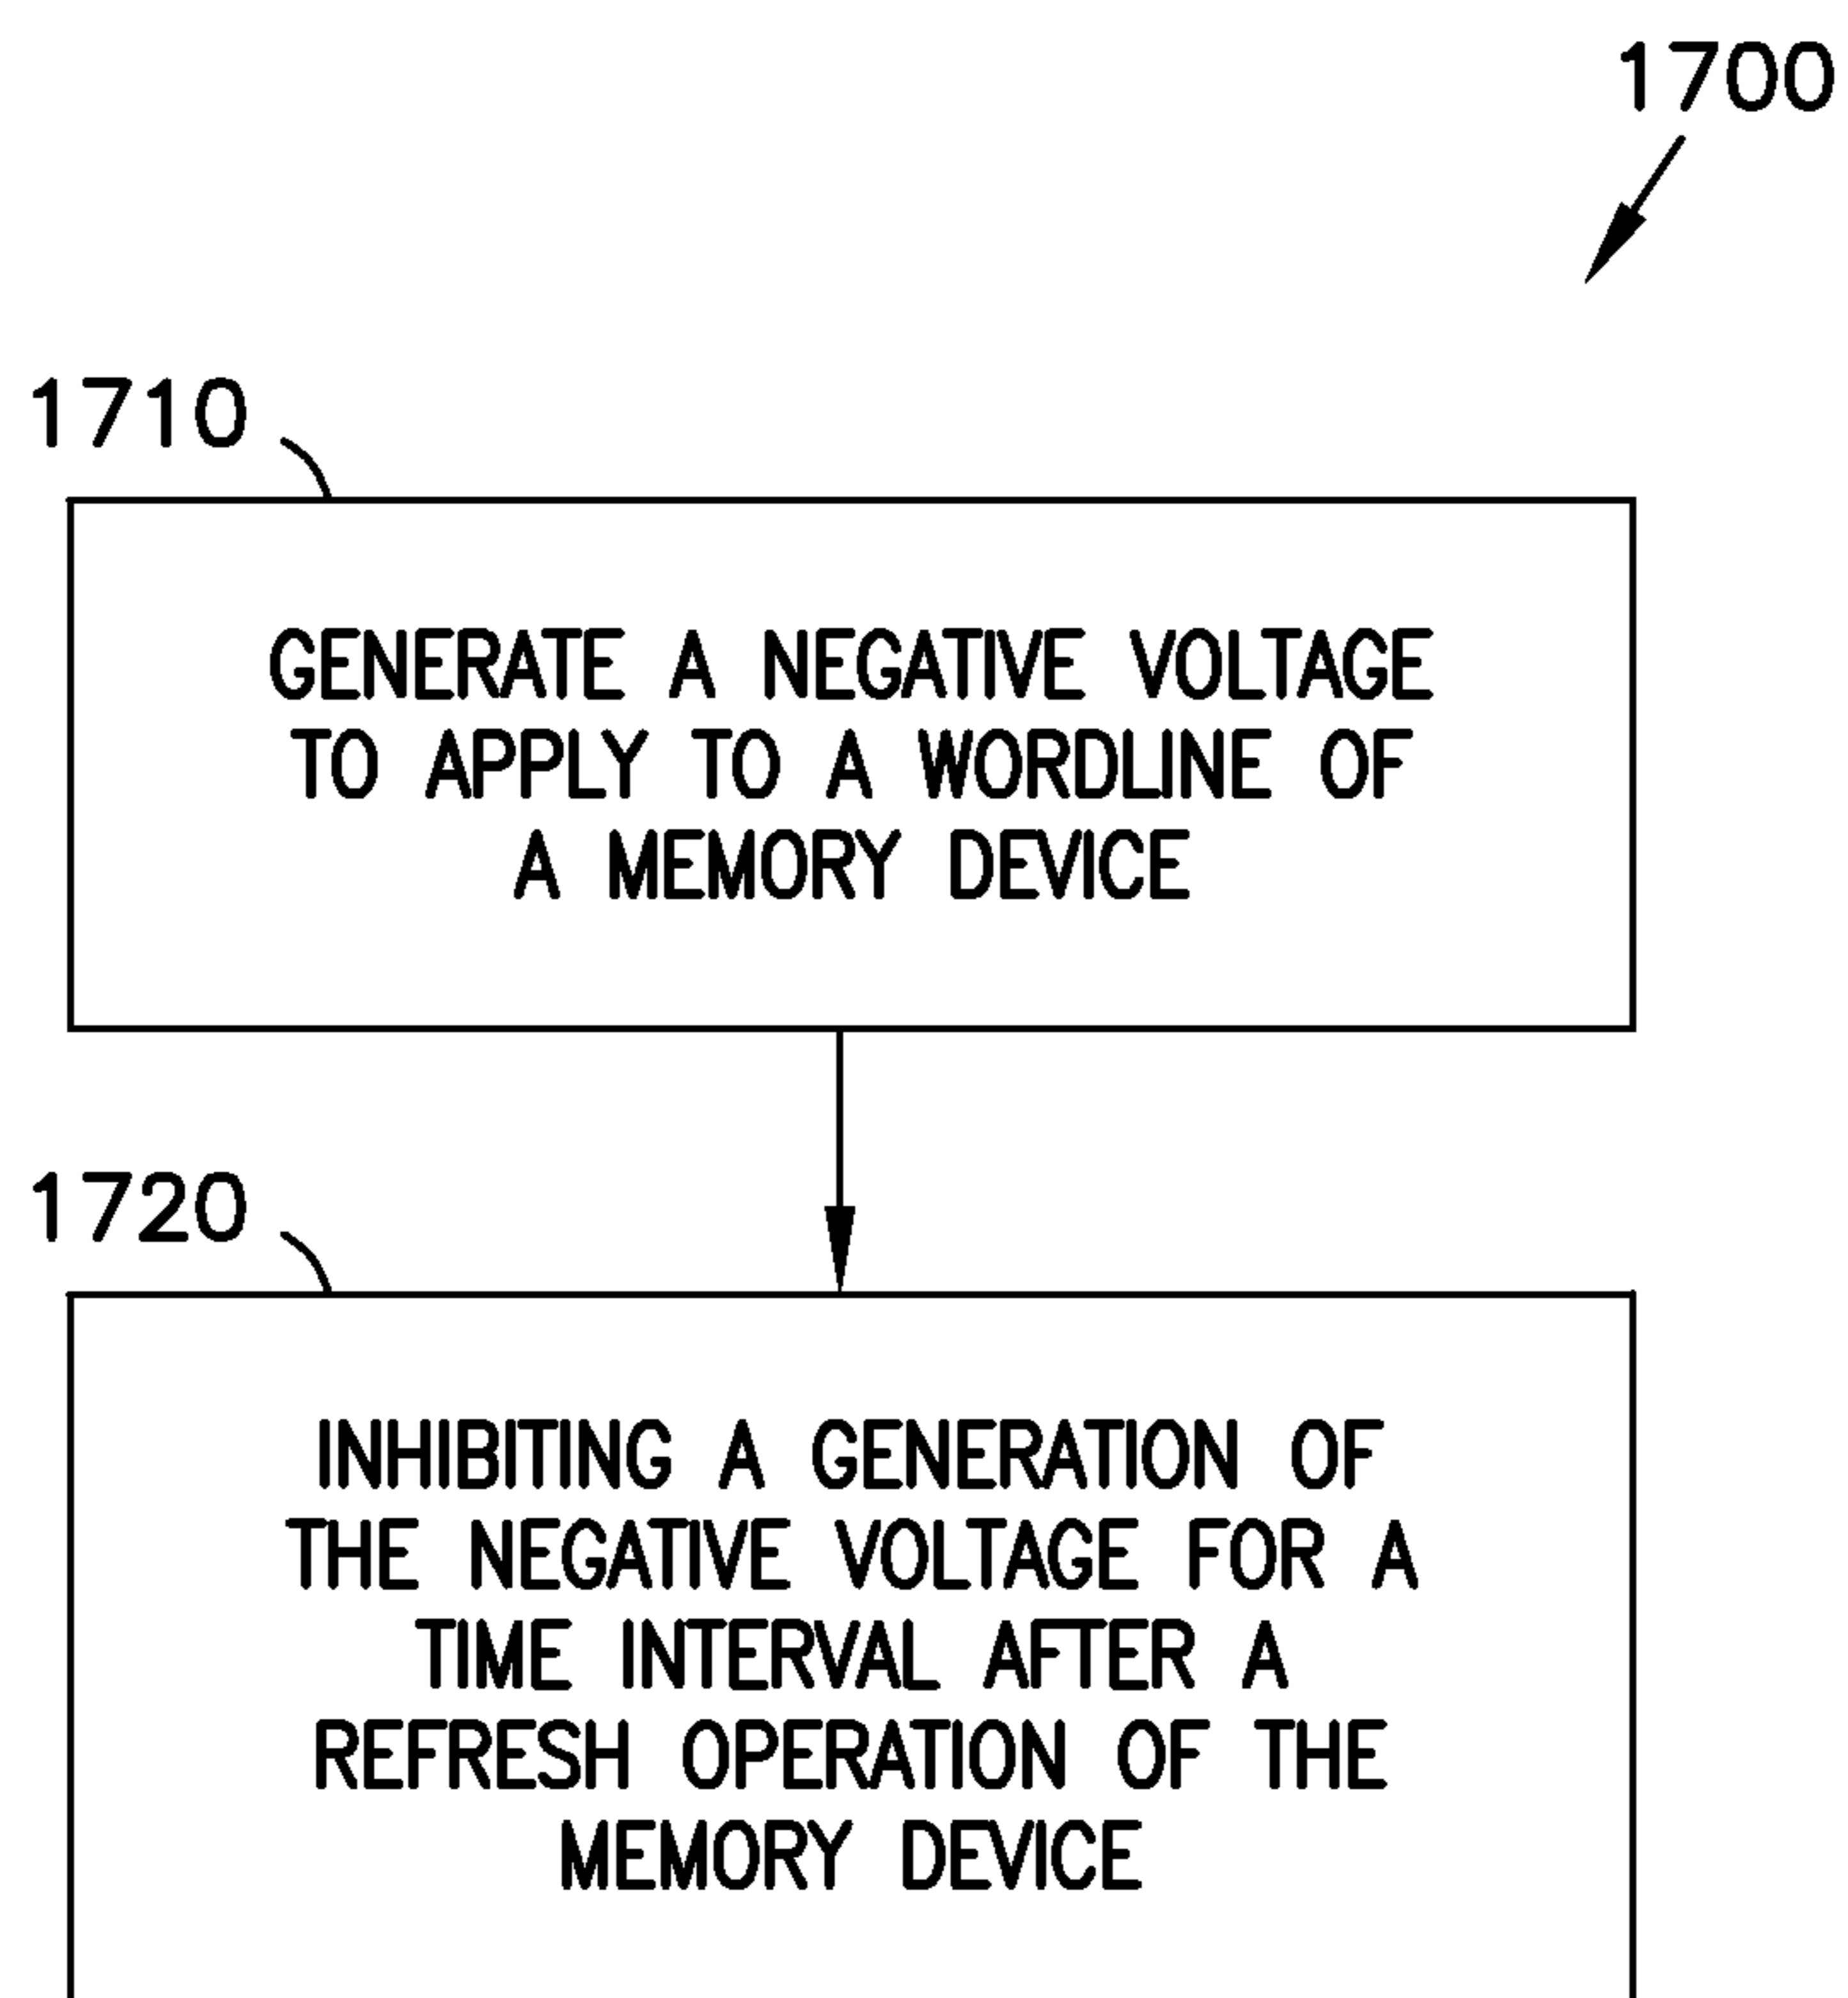 1700
1710
GENERATE A NEGATIVE VOLTAGE
TO APPLY TO A WORDLINE OF
A MEMORY DEVICE
1720
INHIBITING A GENERATION OF
THE NEGATIVE VOLTAGE FOR A
TIME INTERVAL AFTER A
REFRESH OPERATION OF THE
MEMORY DEVICE